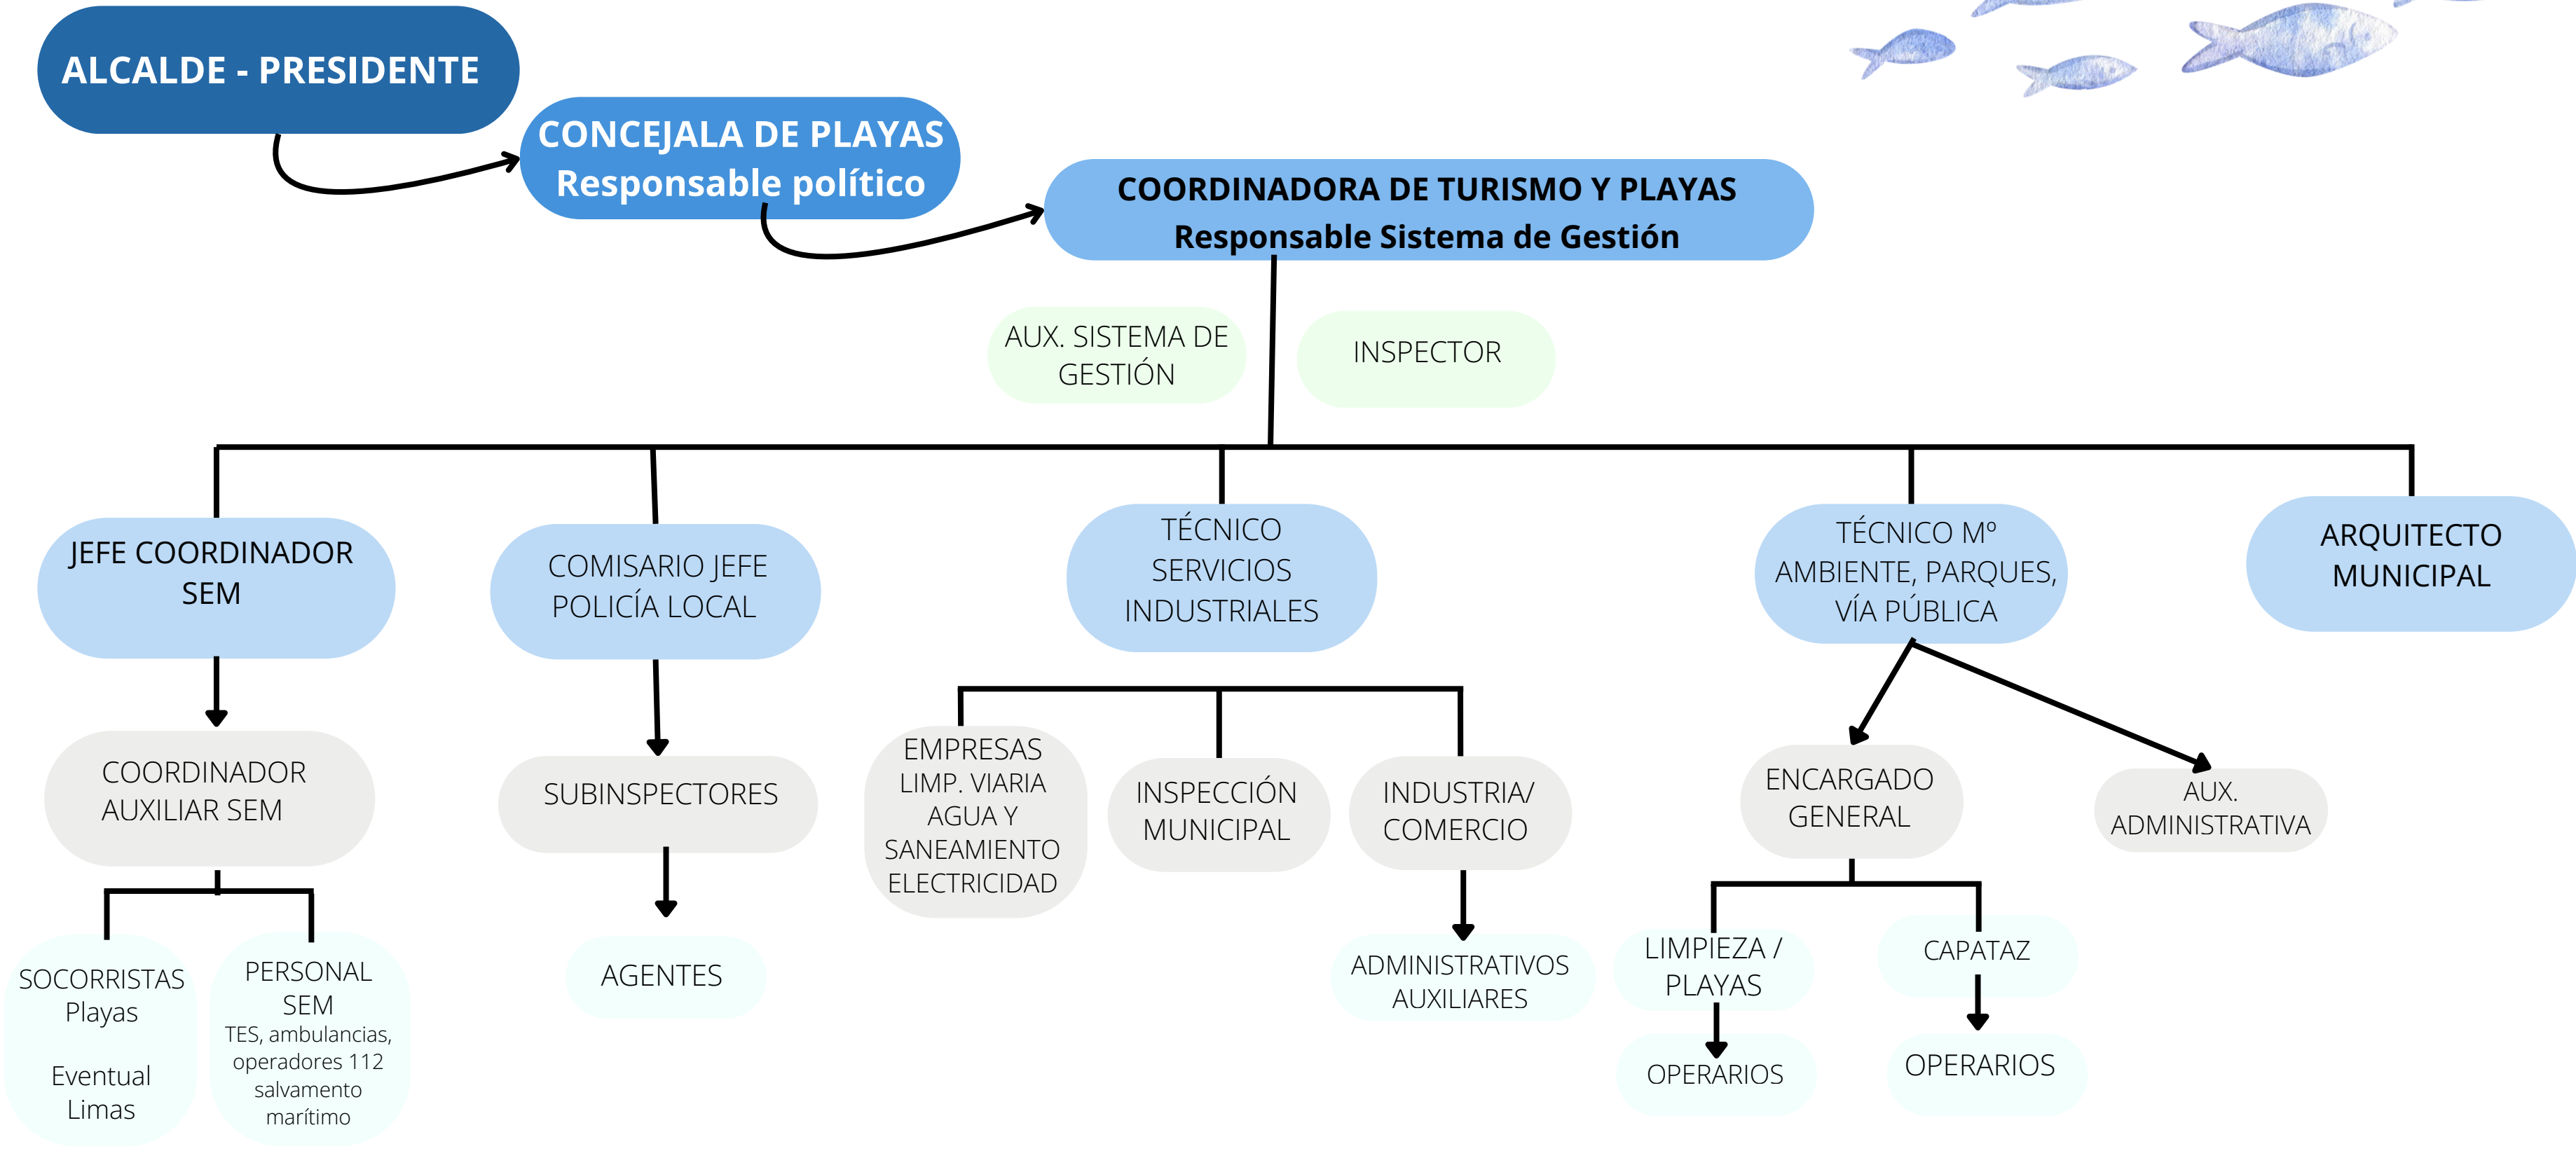 ALCALDE - PRESIDENTE
CONCEJALA DE PLAYAS
Responsable político
COORDINADORA DE TURISMO Y PLAYAS
Responsable Sistema de Gestión
AUX. SISTEMA DE
GESTIÓN
INSPECTOR
JEFE COORDINADOR
SEM
COMISARIO JEFE
POLICÍA LOCAL
TÉCNICO
SERVICIOS
INDUSTRIALES
TÉCNICO Mº
AMBIENTE, PARQUES,
VÍA PÚBLICA
ARQUITECTO
MUNICIPAL
COORDINADOR
AUXILIAR SEM
SUBINSPECTORES
EMPRESAS
LIMP. VIARIA
AGUA Y
SANEAMIENTO
ELECTRICIDAD
INSPECCIÓN
MUNICIPAL
INDUSTRIA/
COMERCIO
ENCARGADO
GENERAL
AUX.
ADMINISTRATIVA
SOCORRISTAS
Playas
Eventual
Limas
PERSONAL
SEM
TES, ambulancias,
operadores 112
salvamento
marítimo
AGENTES
ADMINISTRATIVOS
AUXILIARES
LIMPIEZA /
PLAYAS
OPERARIOS
CAPATAZ
OPERARIOS